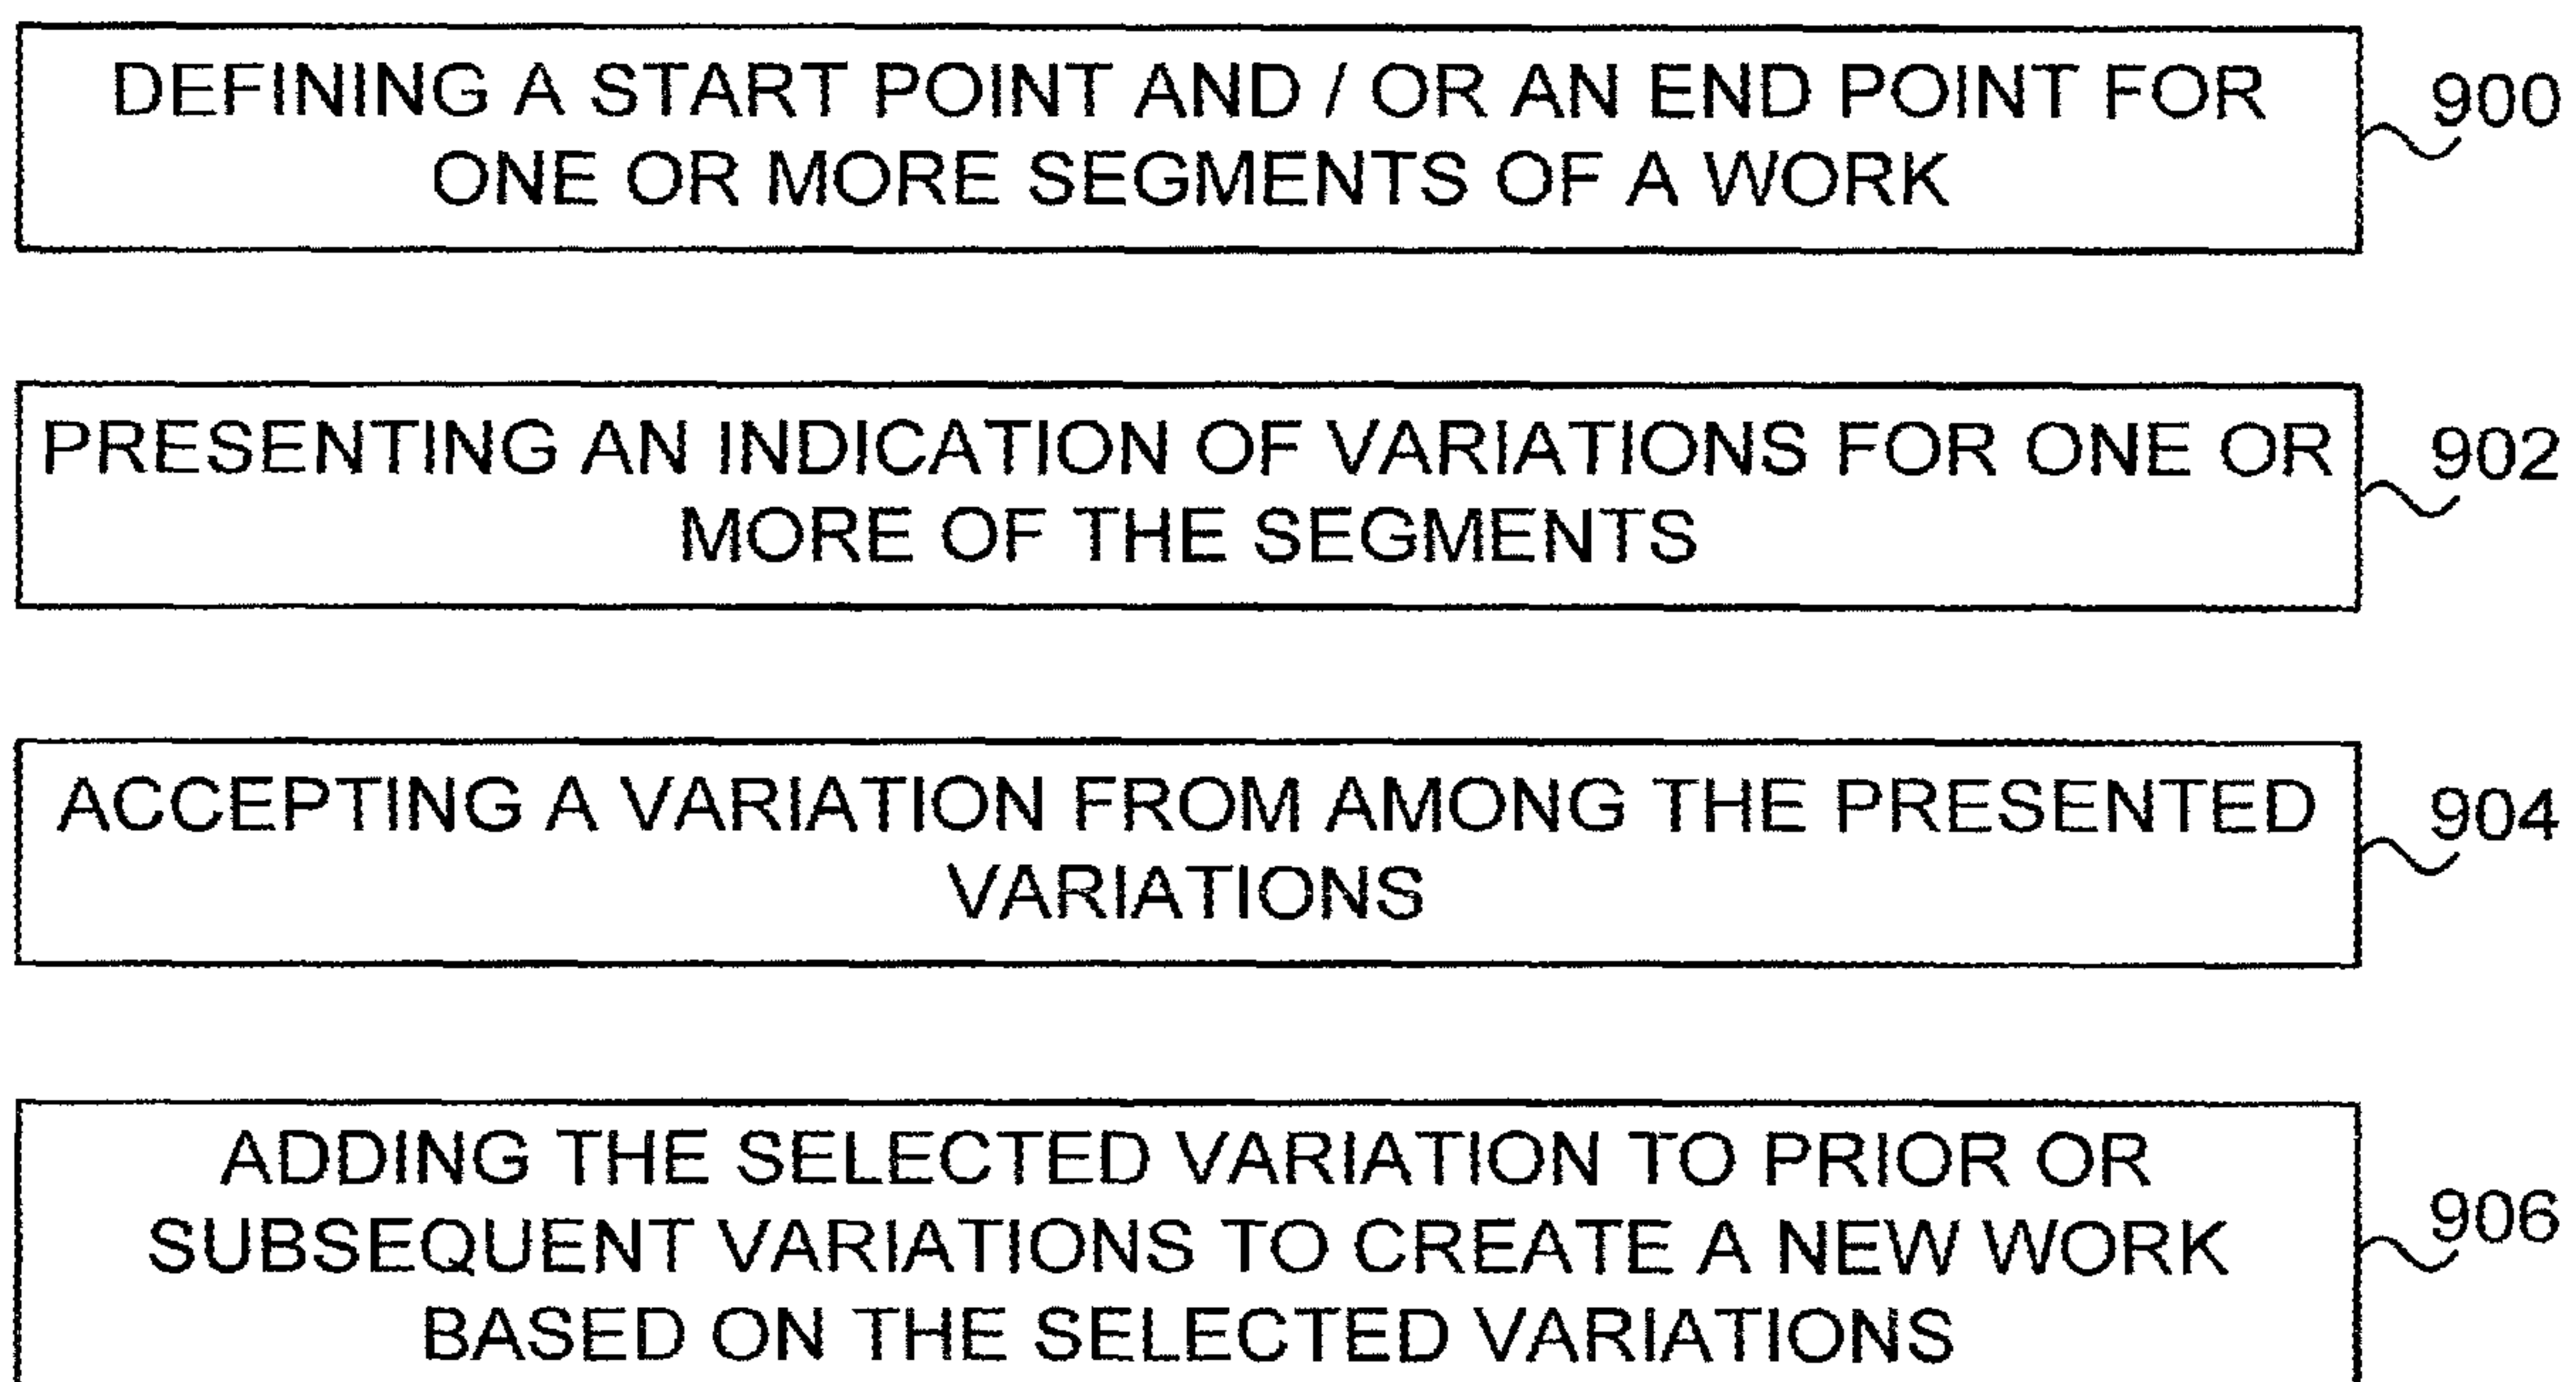 DEFINING A START POINT AND / OR AN END POINT FOR
ONE OR MORE SEGMENTS OF A WORK
900
PRESENTING AN INDICATION OF VARIATIONS FOR ONE OR
MORE OF THE SEGMENTS
902
ACCEPTING A VARIATION FROM AMONG THE PRESENTED
VARIATIONS
904
ADDING THE SELECTED VARIATION TO PRIOR OR
SUBSEQUENT VARIATIONS TO CREATE A NEW WORK
BASED ON THE SELECTED VARIATIONS
906